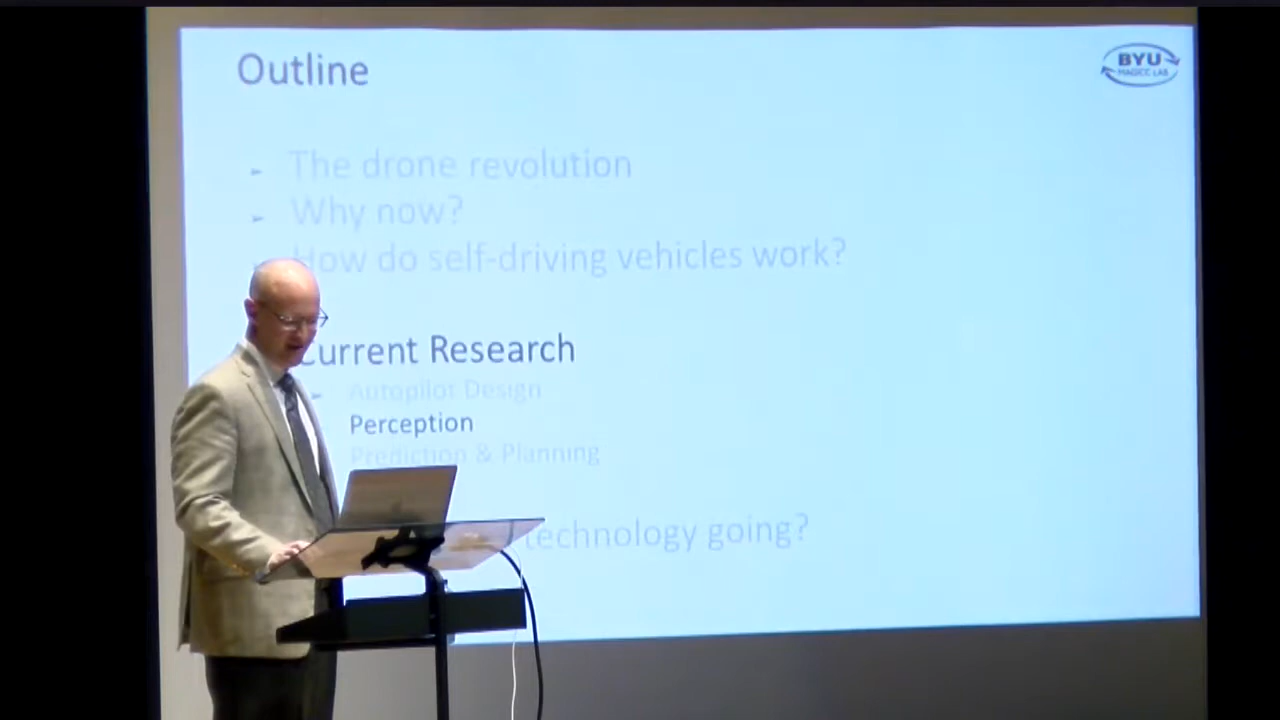 Outline
BYU
MAGICC LAB
The drone revolution
Why now?
How do self-driving vehicles work?
Current Research
Autopilot Design
Perception
Prediction & Planning
technology going?